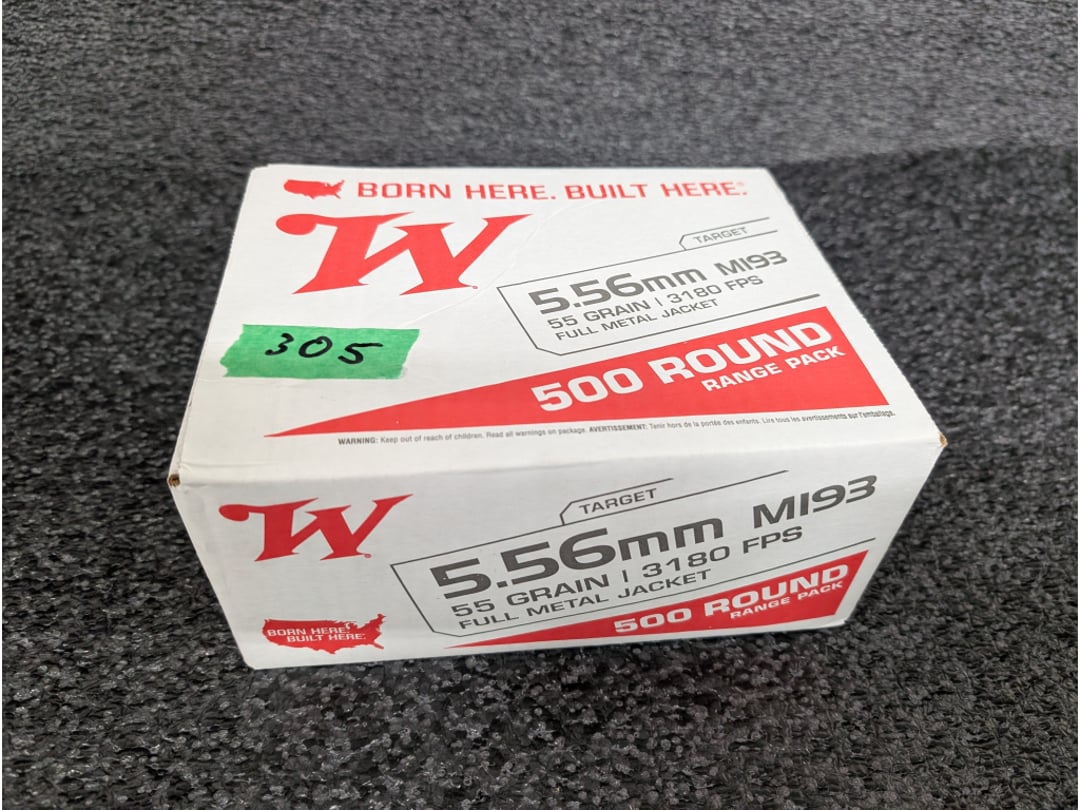 BORN HERE. BUILT HERE.®
W
TARGET
5.56mm M193
55 GRAIN | 3180 FPS
FULL METAL JACKET
305
500 ROUND
RANGE PACK
WARNING: Keep out of reach of children. Read all warnings on package. AVERTISSEMENT: Tenir hors de la portée des enfants. Lire tous les avertissements sur l'emballage.
W
TARGET
5.56mm M193
55 GRAIN | 3180 FPS
FULL METAL JACKET
BORN HERE.
BUILT HERE.
500 ROUND
RANGE PACK